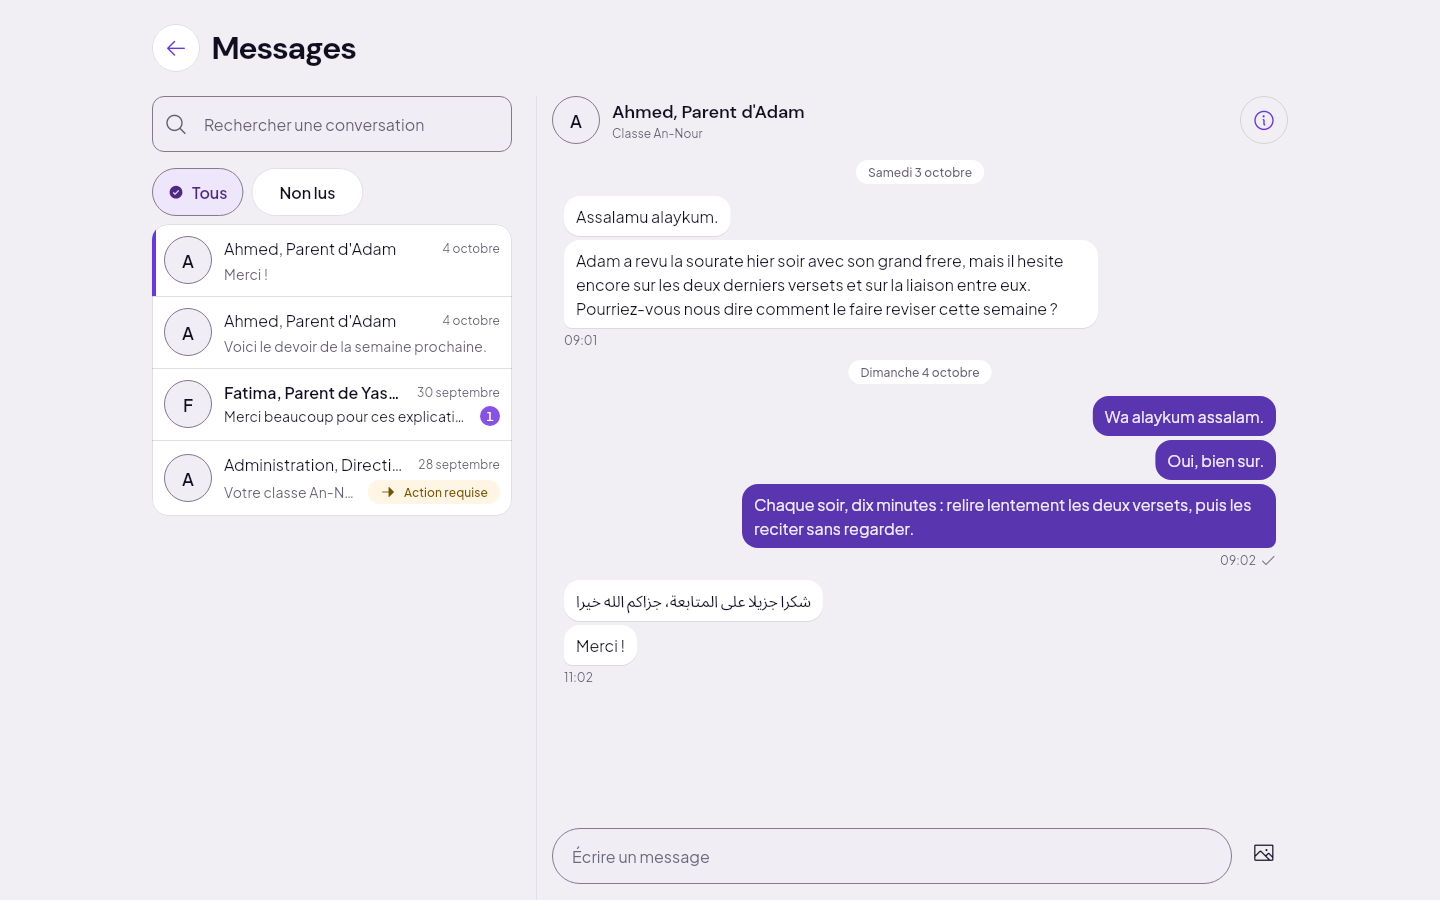 Messages
Rechercher une conversation
Tous
Non lus
A
Ahmed, Parent d'Adam
4 octobre
Merci !
A
Ahmed, Parent d'Adam
4 octobre
Voici le devoir de la semaine prochaine.
F
Fatima, Parent de Yas...
30 septembre
Merci beaucoup pour ces explicati...
1
A
Administration, Directi...
28 septembre
Votre classe An-N...
Action requise
A
Ahmed, Parent d'Adam
Classe An-Nour
Samedi 3 octobre
Assalamu alaykum.
Adam a revu la sourate hier soir avec son grand frere, mais il hesite
encore sur les deux derniers versets et sur la liaison entre eux.
Pourriez-vous nous dire comment le faire reviser cette semaine ?
09:01
Dimanche 4 octobre
Wa alaykum assalam.
Oui, bien sur.
Chaque soir, dix minutes : relire lentement les deux versets, puis les
reciter sans regarder.
09:02
شكرا جزيلا على المتابعة، جزاكم الله خيرا
Merci !
11:02
Écrire un message